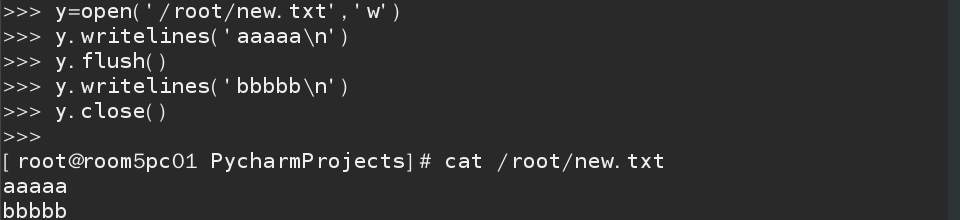 >>> y=open('/root/new.txt','w')
>>> y.writelines('aaaaa\n')
>>> y.flush()
>>> y.writelines('bbbbb\n')
>>> y.close()
>>>
[root@room5pc01 PycharmProjects]# cat /root/new.txt
aaaaa
bbbbb